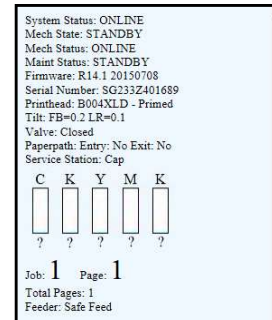 System Status: ONLINE
Mech State: STANDBY
Mech Status: ONLINE
Maint Status: STANDBY
Firmware: R14.1 20150708
Serial Number: SG233Z401689
Printhead: B004XLD - Primed
Tilt: FB=0.2 LR=0.1
Valve: Closed
Paperpath: Entry: No Exit: No
Service Station: Cap
C K Y M K
? ? ? ? ?
Job: 1 Page: 1
Total Pages: 1
Feeder: Safe Feed